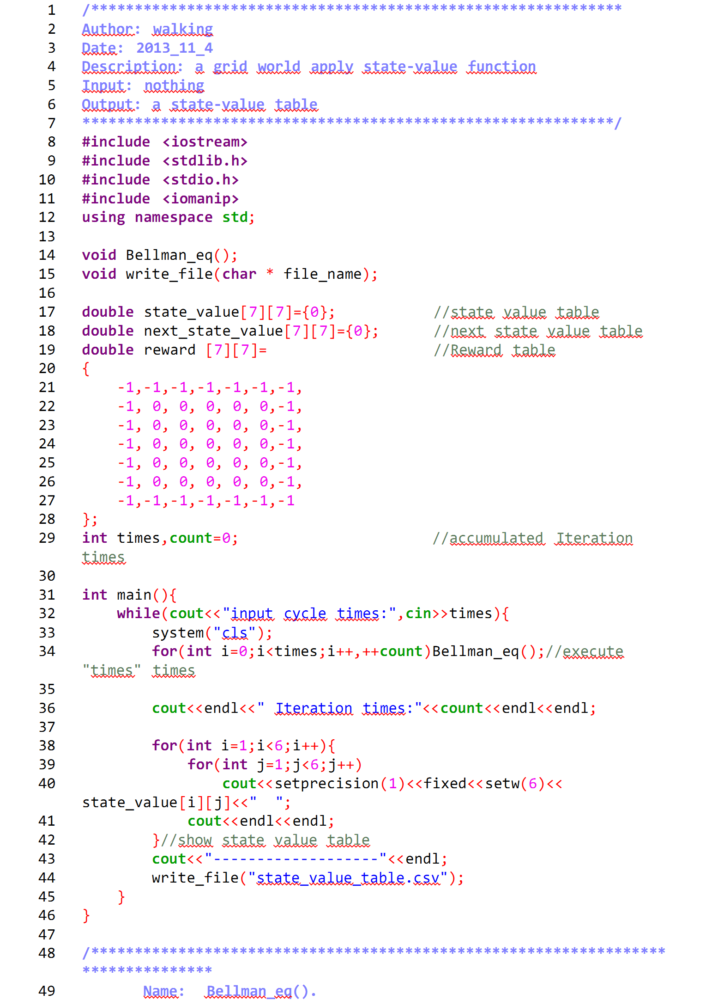 1 /*************************************************************
2 Author: walking
3 Date: 2013_11_4
4 Description: a grid world apply state-value function
5 Input: nothing
6 Output: a state-value table
7 *************************************************************/
8 #include <iostream>
9 #include <stdlib.h>
10 #include <stdio.h>
11 #include <iomanip>
12 using namespace std;
13
14 void Bellman_eq();
15 void write_file(char * file_name);
16
17 double state_value[7][7]={0}; //state value table
18 double next_state_value[7][7]={0}; //next state value table
19 double reward [7][7]= //Reward table
20 {
21 -1,-1,-1,-1,-1,-1,-1,
22 -1, 0, 0, 0, 0, 0,-1,
23 -1, 0, 0, 0, 0, 0,-1,
24 -1, 0, 0, 0, 0, 0,-1,
25 -1, 0, 0, 0, 0, 0,-1,
26 -1, 0, 0, 0, 0, 0,-1,
27 -1,-1,-1,-1,-1,-1,-1
28 };
29 int times,count=0; //accumulated Iteration
times
30
31 int main(){
32 while(cout<<"input cycle times:",cin>>times){
33 system("cls");
34 for(int i=0;i<times;i++,++count)Bellman_eq();//execute
"times" times
35
36 cout<<endl<<" Iteration times:"<<count<<endl<<endl;
37
38 for(int i=1;i<6;i++){
39 for(int j=1;j<6;j++)
40 cout<<setprecision(1)<<fixed<<setw(6)<<
state_value[i][j]<<"  ";
41 cout<<endl<<endl;
42 }//show state value table
43 cout<<"-------------------"<<endl;
44 write_file("state_value_table.csv");
45 }
46 }
47
48 /******************************************************************
***************
49 Name: Bellman_eq().